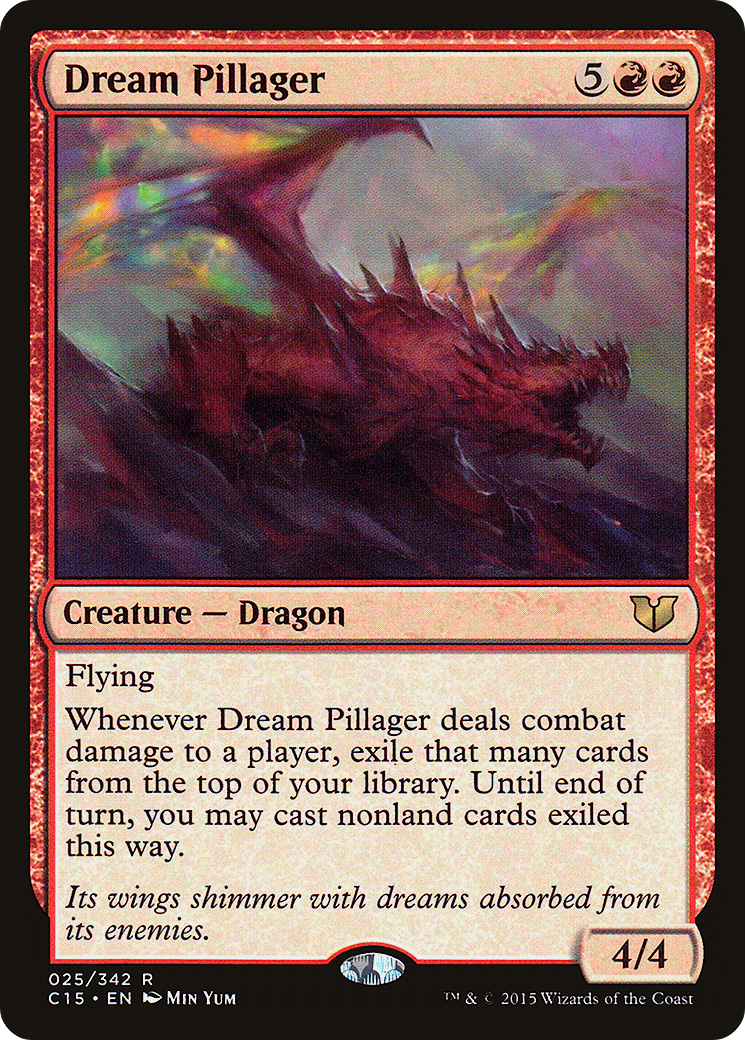 Dream Pillager 5
Creature — Dragon
Flying
Whenever Dream Pillager deals combat
damage to a player, exile that many cards
from the top of your library. Until end of
turn, you may cast nonland cards exiled
this way.
Its wings shimmer with dreams absorbed from
its enemies.
4/4
025/342 R
C15 • EN Min Yum
™ & © 2015 Wizards of the Coast